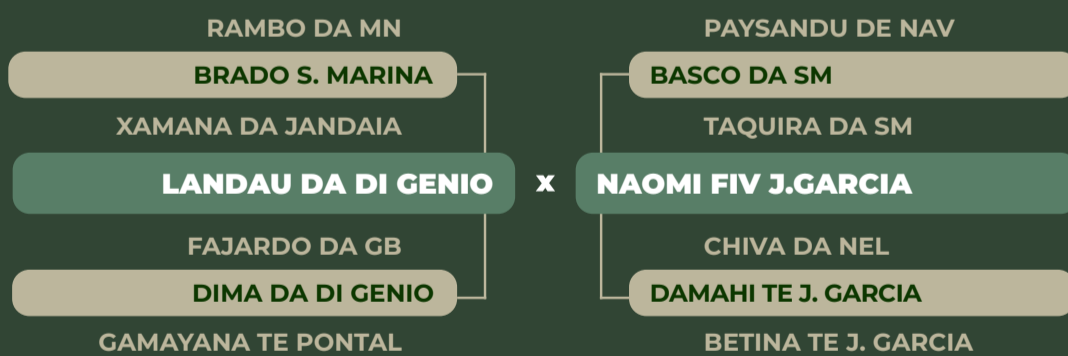 RAMBO DA MN
BRADO S. MARINA
XAMANA DA JANDAIA
LANDAU DA DI GENIO
FAJARDO DA GB
DIMA DA DI GENIO
GAMAYANA TE PONTAL
x
PAYSANDU DE NAV
BASCO DA SM
TAQUIRA DA SM
NAOMI FIV J.GARCIA
CHIVA DA NEL
DAMAHI TE J. GARCIA
BETINA TE J. GARCIA